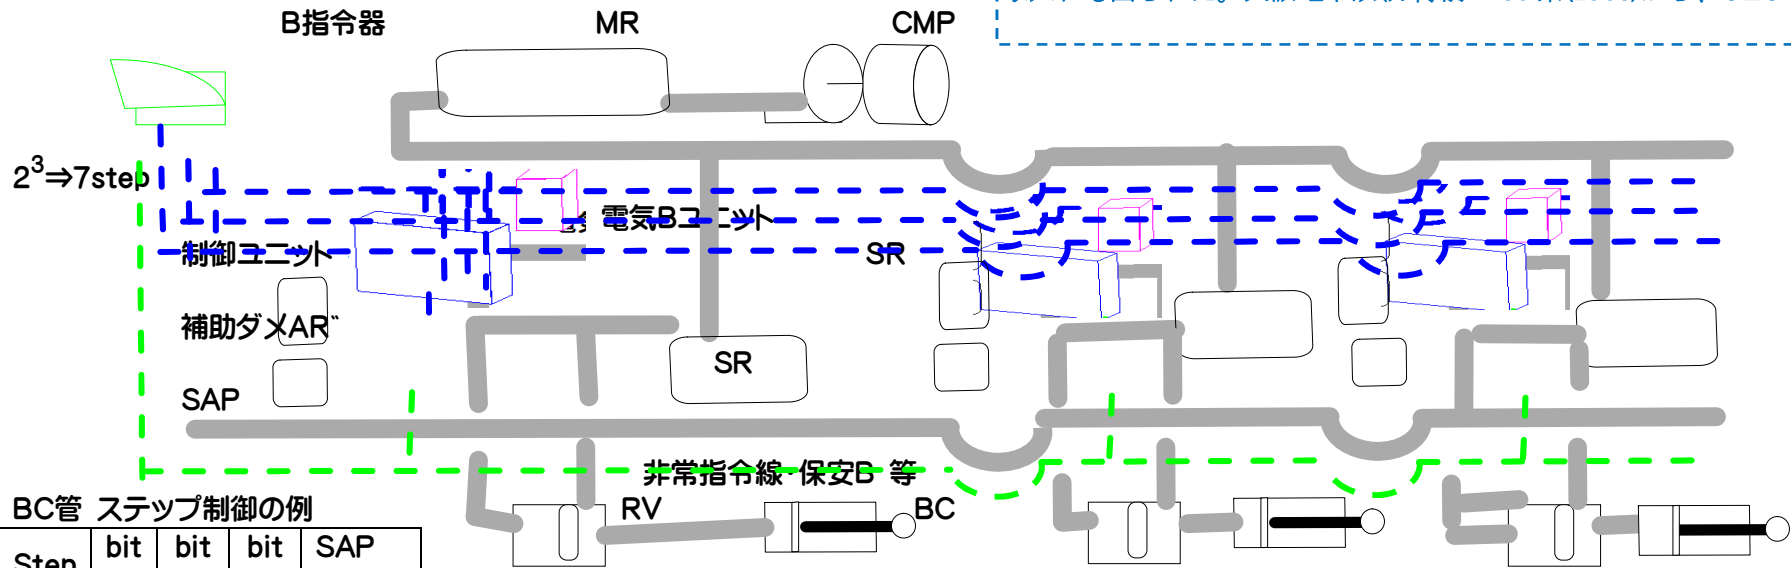 B指令器
MR
CMP
2³⇒7step
電気Bユニット
制御ユニット
SR
補助ダメAR゛
SR
SAP
非常指令線・保安B 等
BC管 ステップ制御の例
RV
BC
Step
bit bit bit SAP